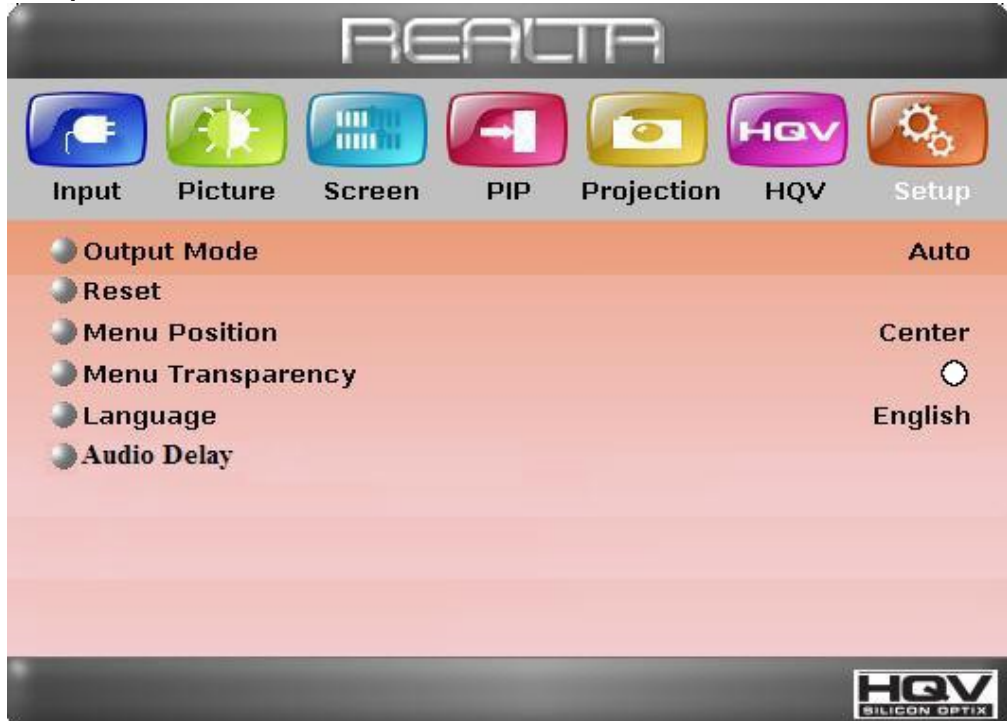 REALTA
HQV
Input Picture Screen PIP Projection HQV Setup
Output Mode Auto
Reset
Menu Position Center
Menu Transparency
Language English
Audio Delay
HQV
SILICON OPTIX